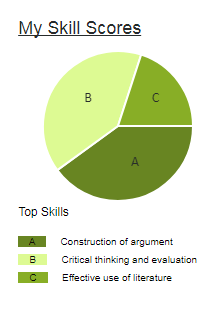 My Skill Scores
B
C
A
Top Skills
A Construction of argument
B Critical thinking and evaluation
C Effective use of literature